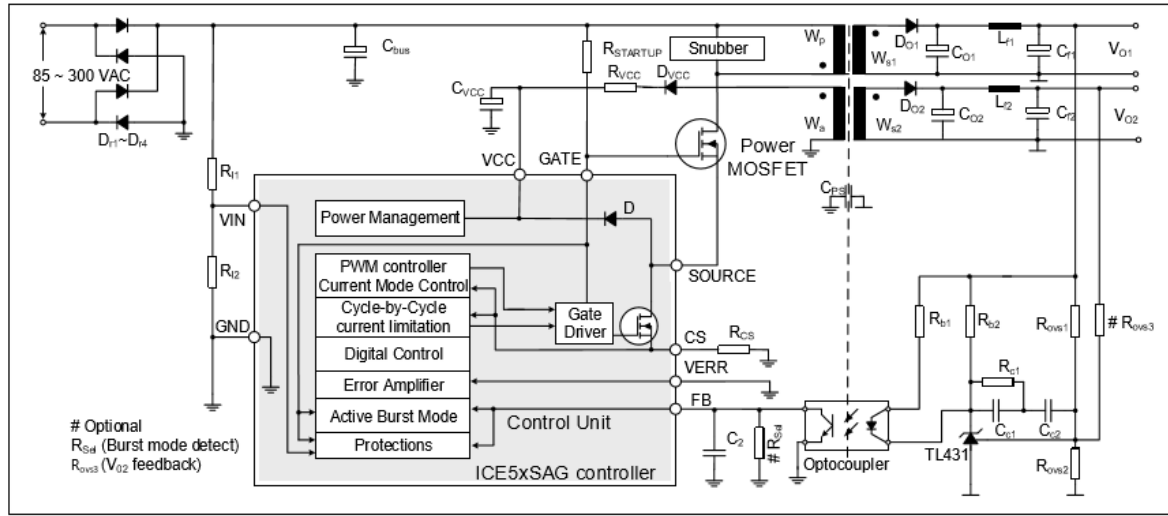 85 ~ 300 VAC
Dr1~Dr4
Cbus
RSTARTUP
Snubber
Wp
Ws1
DO1
CO1
Lf1
Cf1
VO1
CVCC
RVCC
DVCC
Wa
Ws2
DO2
CO2
Lf2
Cf2
VO2
Power
MOSFET
CPS
RI1
VIN
RI2
GND
VCC
GATE
Power Management
D
SOURCE
PWM controller
Current Mode Control
Cycle-by-Cycle
current limitation
Gate
Driver
Digital Control
Error Amplifier
Active Burst Mode
Protections
Control Unit
ICE5xSAG controller
CS
RCS
VERR
FB
C2
# RSel
Optocoupler
Rb1
Rb2
Rovs1
# Rovs3
Rc1
Cc1
Cc2
TL431
Rovs2
# Optional
RSel (Burst mode detect)
Rovs3 (V02 feedback)